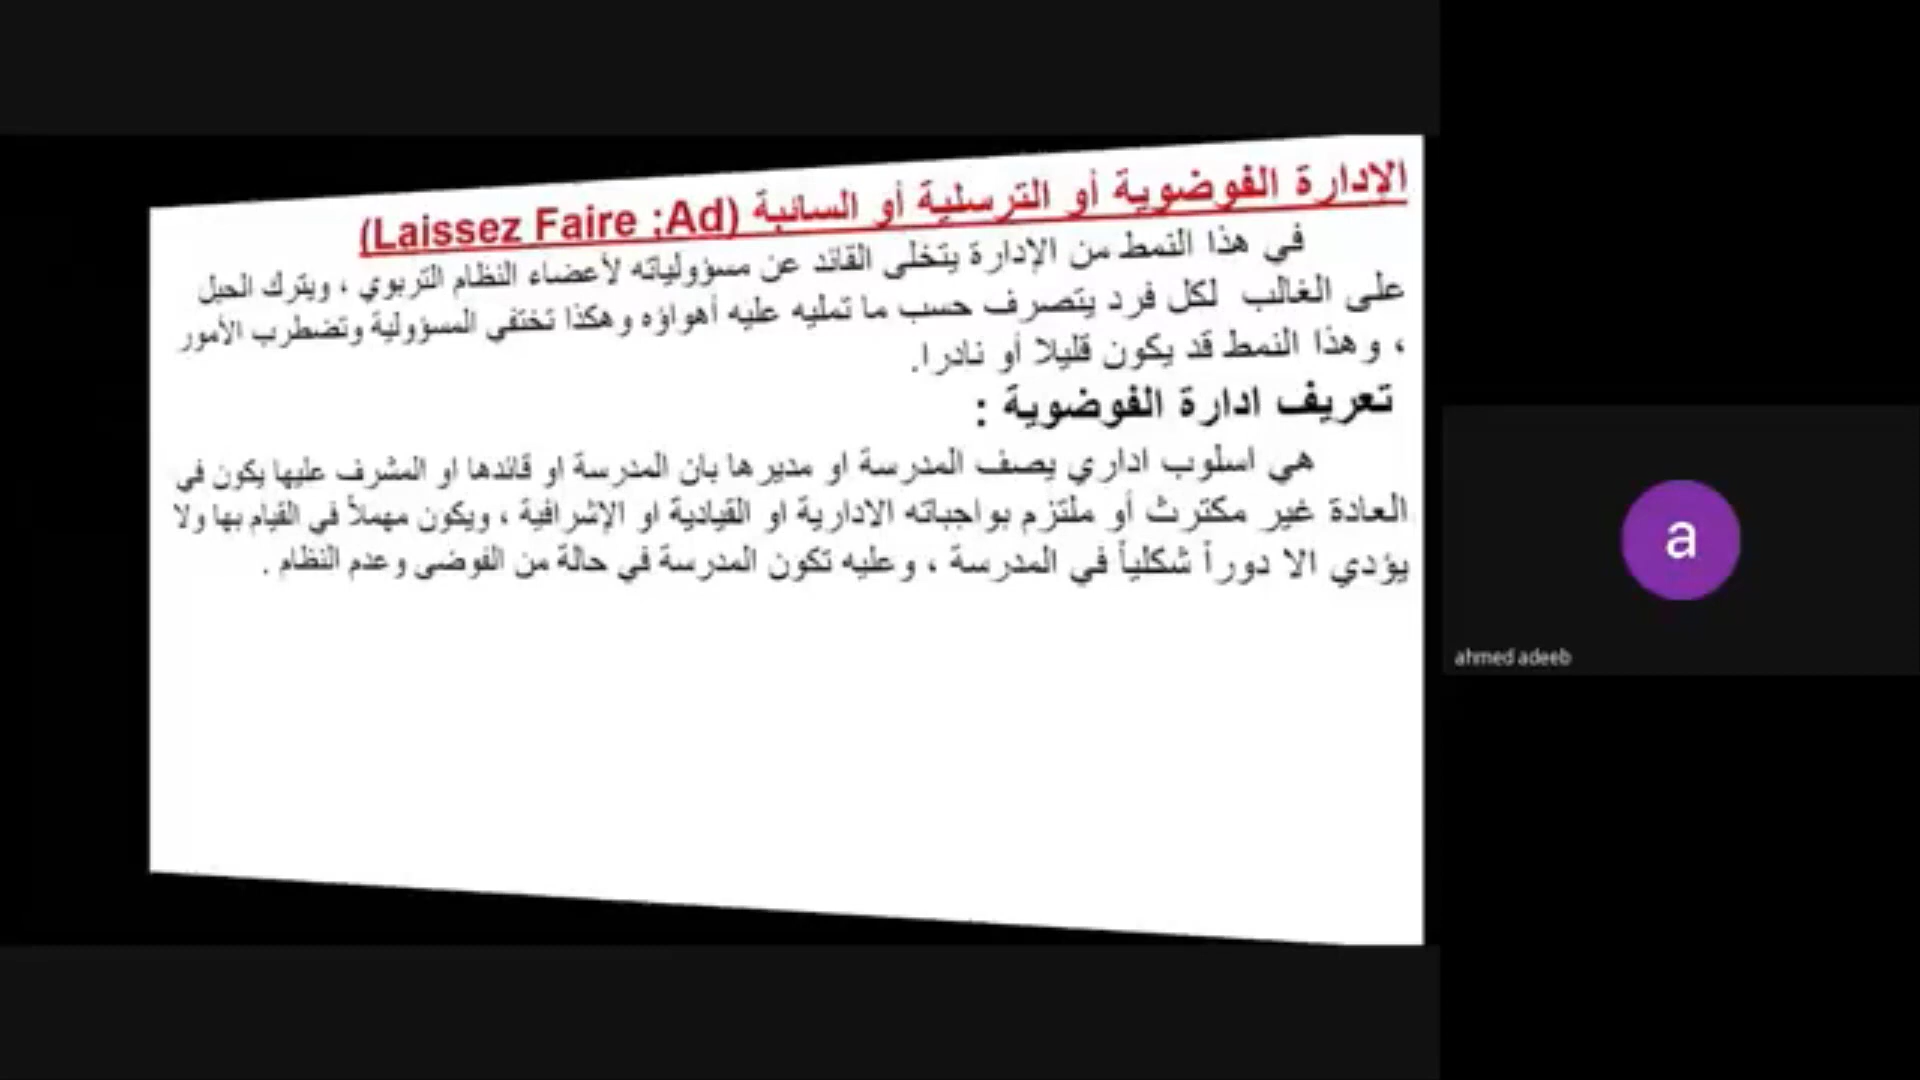 الإدارة الفوضوية أو الترسلية أو السائبة (Laissez Faire ;Ad)
في هذا النمط من الإدارة يتخلى القائد عن مسؤولياته لأعضاء النظام التربوي ، ويترك الحبل
على الغالب لكل فرد يتصرف حسب ما تمليه عليه أهواؤه وهكذا تختفي المسؤولية وتضطرب الأمور
، وهذا النمط قد يكون قليلا أو نادرا.
تعريف ادارة الفوضوية :
هي اسلوب اداري يصف المدرسة او مديرها بان المدرسة او قائدها او المشرف عليها يكون في
العادة غير مكترث أو ملتزم بواجباته الادارية او القيادية او الإشرافية ، ويكون مهملاً في القيام بها ولا
يؤدي الا دوراً شكلياً في المدرسة ، وعليه تكون المدرسة في حالة من الفوضى وعدم النظام .
a
ahmed adeeb